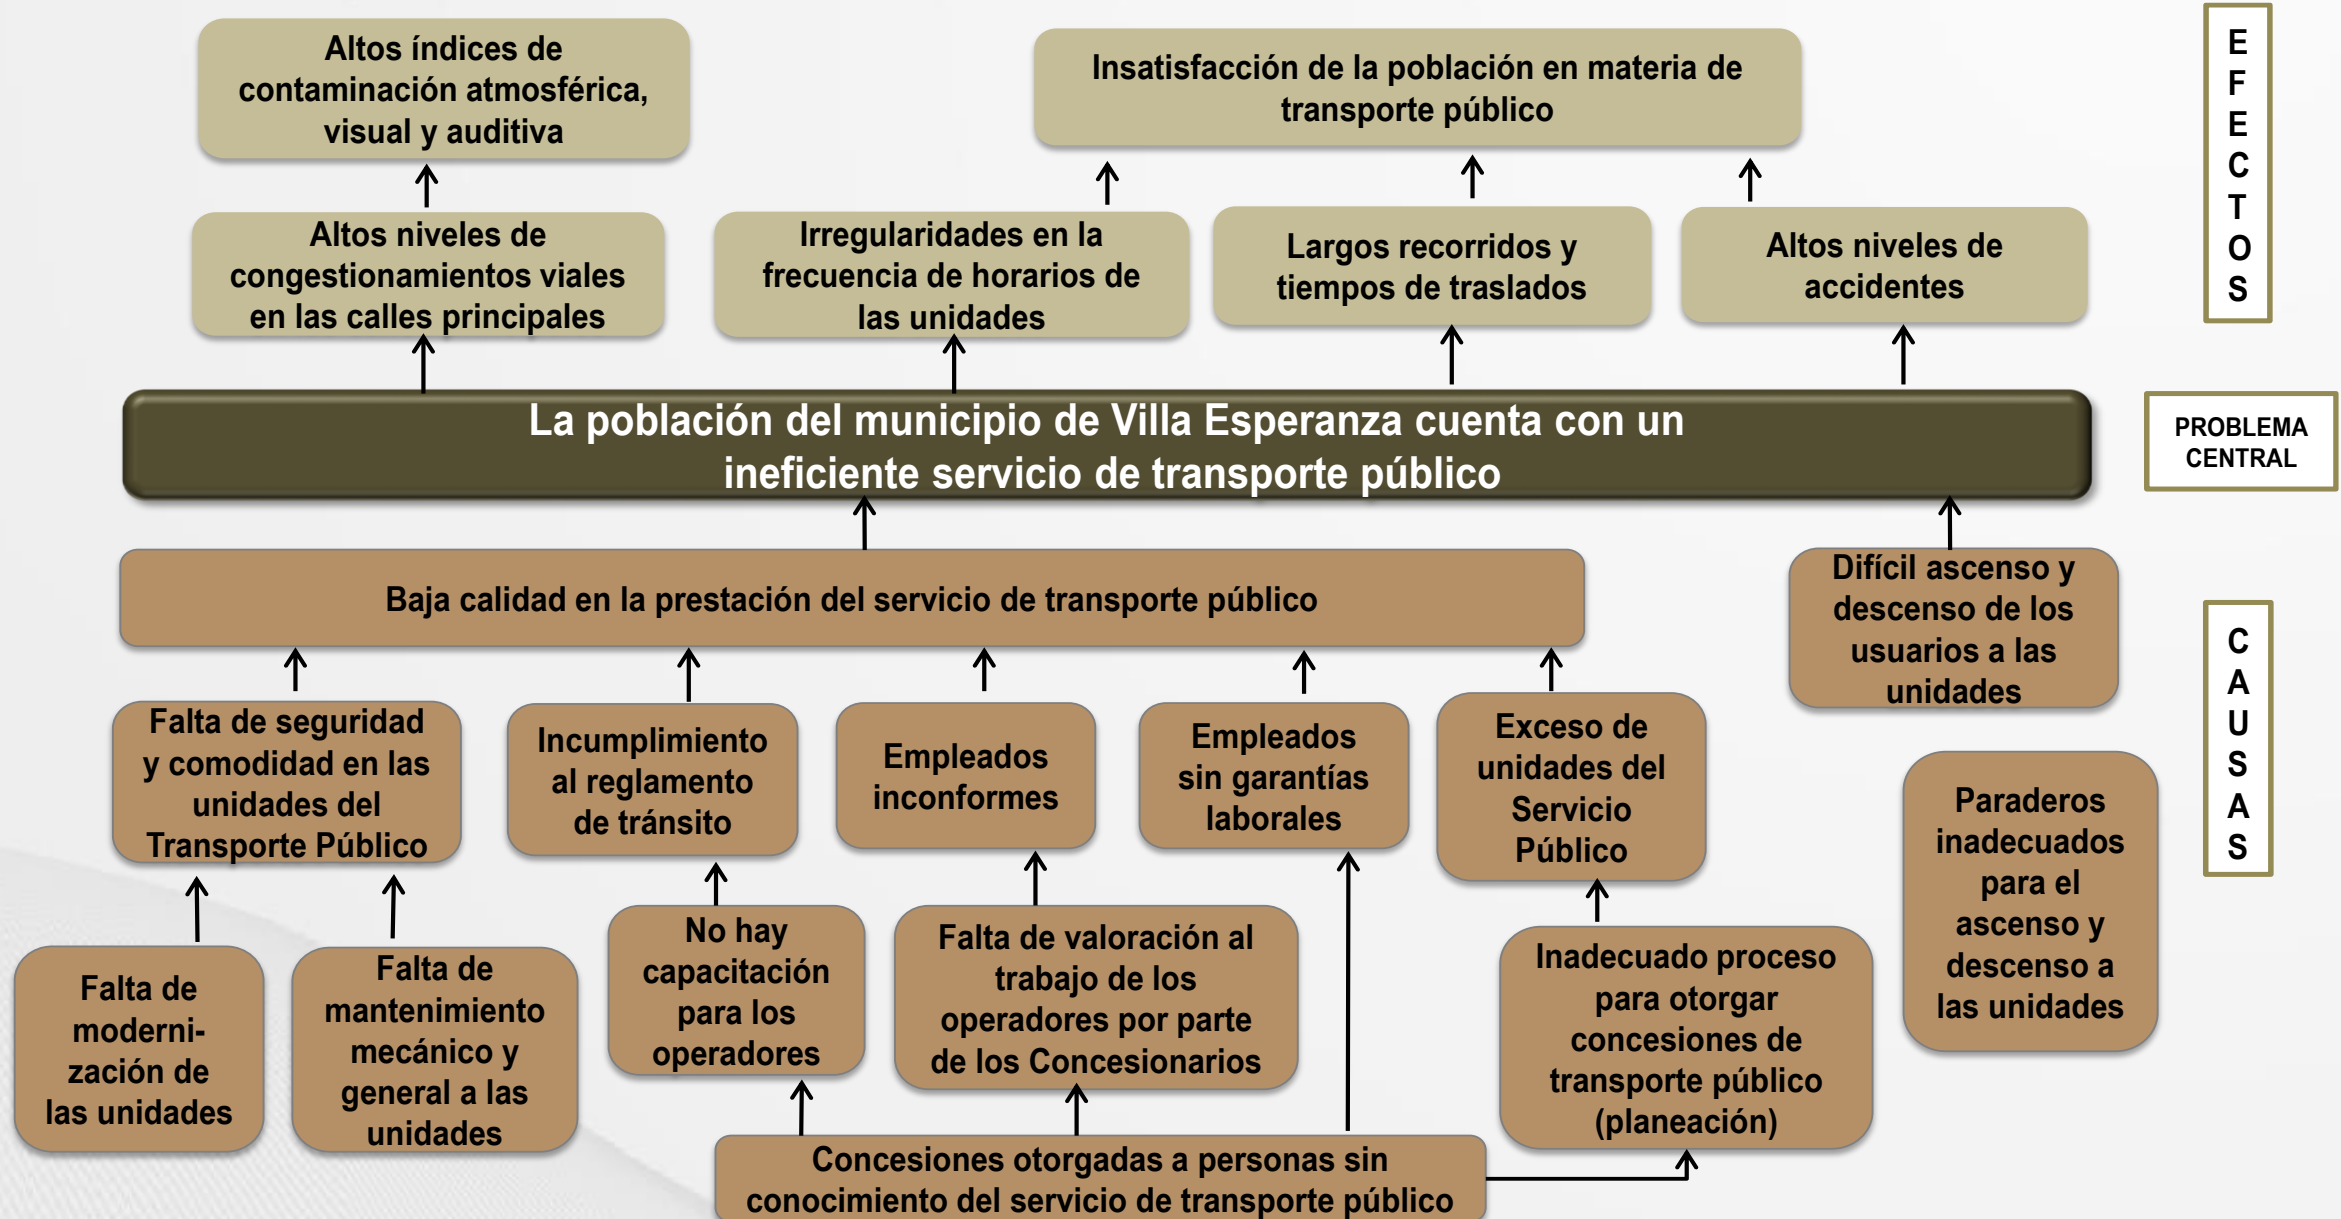 Altos índices de
contaminación atmosférica,
visual y auditiva
Insatisfacción de la población en materia de
transporte público
E
F
E
C
T
O
S
Altos niveles de
congestionamientos viales
en las calles principales
Irregularidades en la
frecuencia de horarios de
las unidades
Largos recorridos y
tiempos de traslados
Altos niveles de
accidentes
La población del municipio de Villa Esperanza cuenta con un
ineficiente servicio de transporte público
PROBLEMA
CENTRAL
Baja calidad en la prestación del servicio de transporte público
Difícil ascenso y
descenso de los
usuarios a las
unidades
C
A
U
S
A
S
Falta de seguridad
y comodidad en las
unidades del
Transporte Público
Incumplimiento
al reglamento
de tránsito
Empleados
inconformes
Empleados
sin garantías
laborales
Exceso de
unidades del
Servicio
Público
Paraderos
inadecuados
para el
ascenso y
descenso a
las unidades
Falta de
moderni-
zación de
las unidades
Falta de
mantenimiento
mecánico y
general a las
unidades
No hay
capacitación
para los
operadores
Falta de valoración al
trabajo de los
operadores por parte
de los Concesionarios
Inadecuado proceso
para otorgar
concesiones de
transporte público
(planeación)
Concesiones otorgadas a personas sin
conocimiento del servicio de transporte público